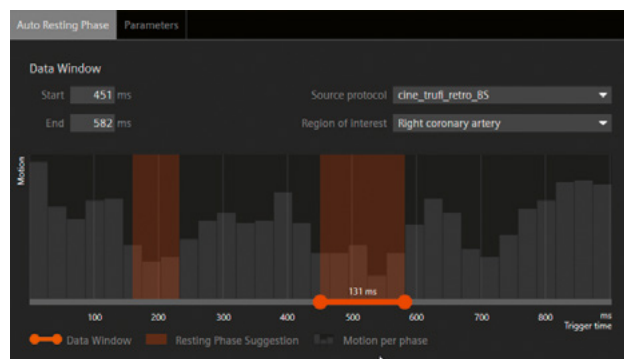 Auto Resting Phase Parameters
Data Window
Start 451 ms Source protocol cine_trufi_retro_BS
End 582 ms Region of interest Right coronary artery
Motion
131 ms
100 200 300 400 500 600 700 800 ms
Trigger time
Data Window Resting Phase Suggestion Motion per phase